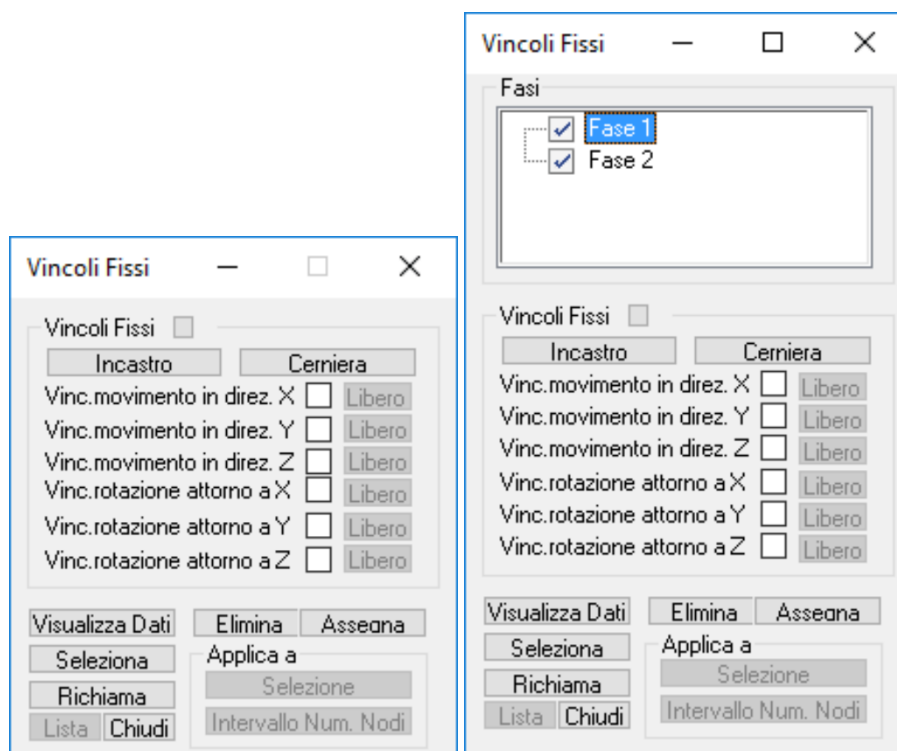 Vincoli Fissi
Vincoli Fissi
Incastro Cerniera
Vinc.movimento in direz. X Libero
Vinc.movimento in direz. Y Libero
Vinc.movimento in direz. Z Libero
Vinc.rotazione attorno a X Libero
Vinc.rotazione attorno a Y Libero
Vinc.rotazione attorno a Z Libero
Visualizza Dati Elimina Assegna
Seleziona Applica a
Selezione
Richiama
Lista Chiudi Intervallo Num. Nodi
Vincoli Fissi
Fasi
Fase 1
Fase 2
Vincoli Fissi
Incastro Cerniera
Vinc.movimento in direz. X Libero
Vinc.movimento in direz. Y Libero
Vinc.movimento in direz. Z Libero
Vinc.rotazione attorno a X Libero
Vinc.rotazione attorno a Y Libero
Vinc.rotazione attorno a Z Libero
Visualizza Dati Elimina Assegna
Seleziona Applica a
Selezione
Richiama
Lista Chiudi Intervallo Num. Nodi